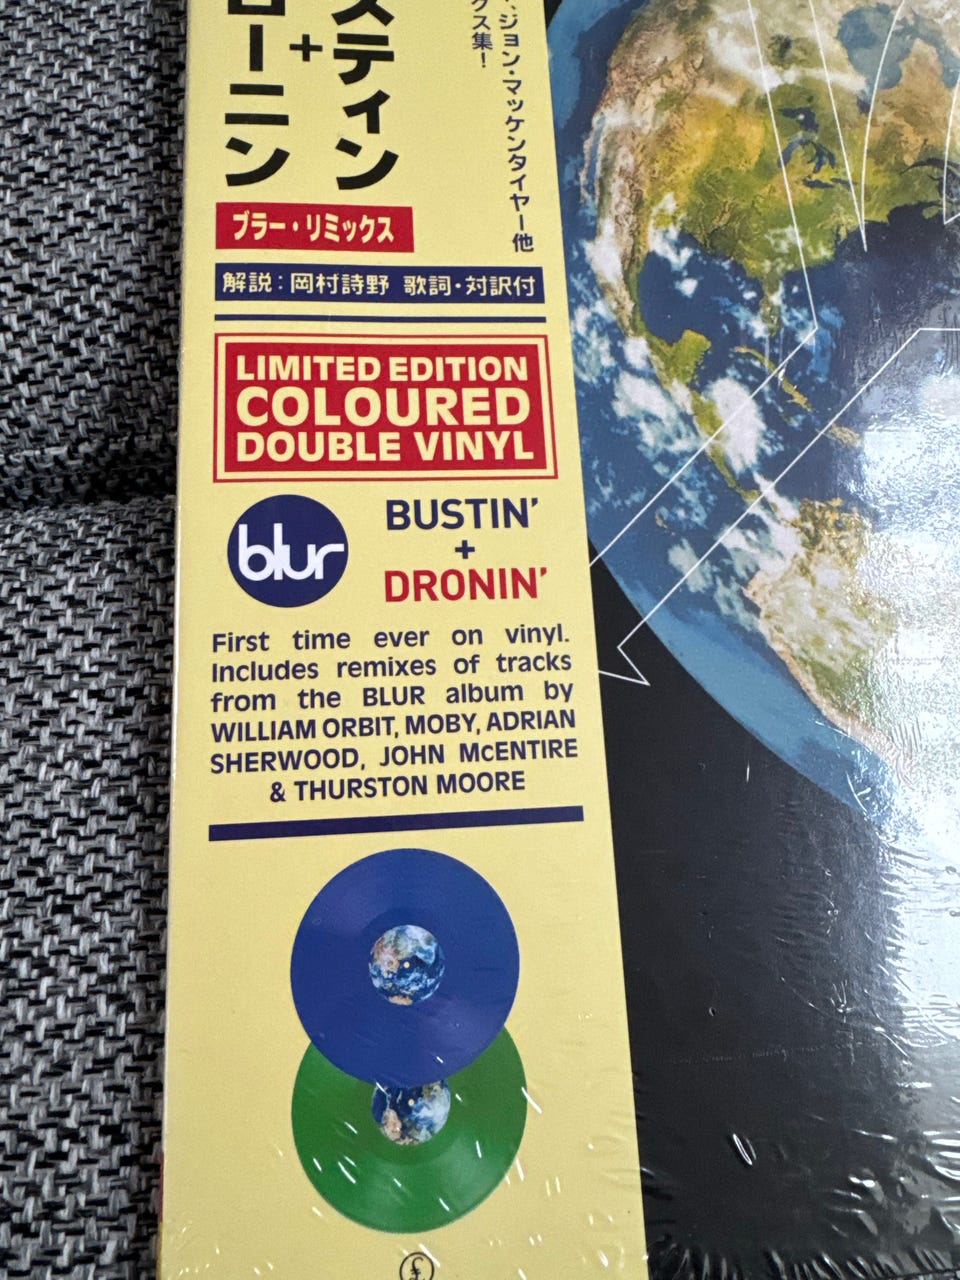 、ジョン・マッケンタイヤー他
クス集！
スティン
+
ローニン
ブラー・リミックス
解説：岡村詩野 歌詞・対訳付
LIMITED EDITION
COLOURED
DOUBLE VINYL
blur
BUSTIN'
+
DRONIN'
First time ever on vinyl.
Includes remixes of tracks
from the BLUR album by
WILLIAM ORBIT, MOBY, ADRIAN
SHERWOOD, JOHN McENTIRE
& THURSTON MOORE